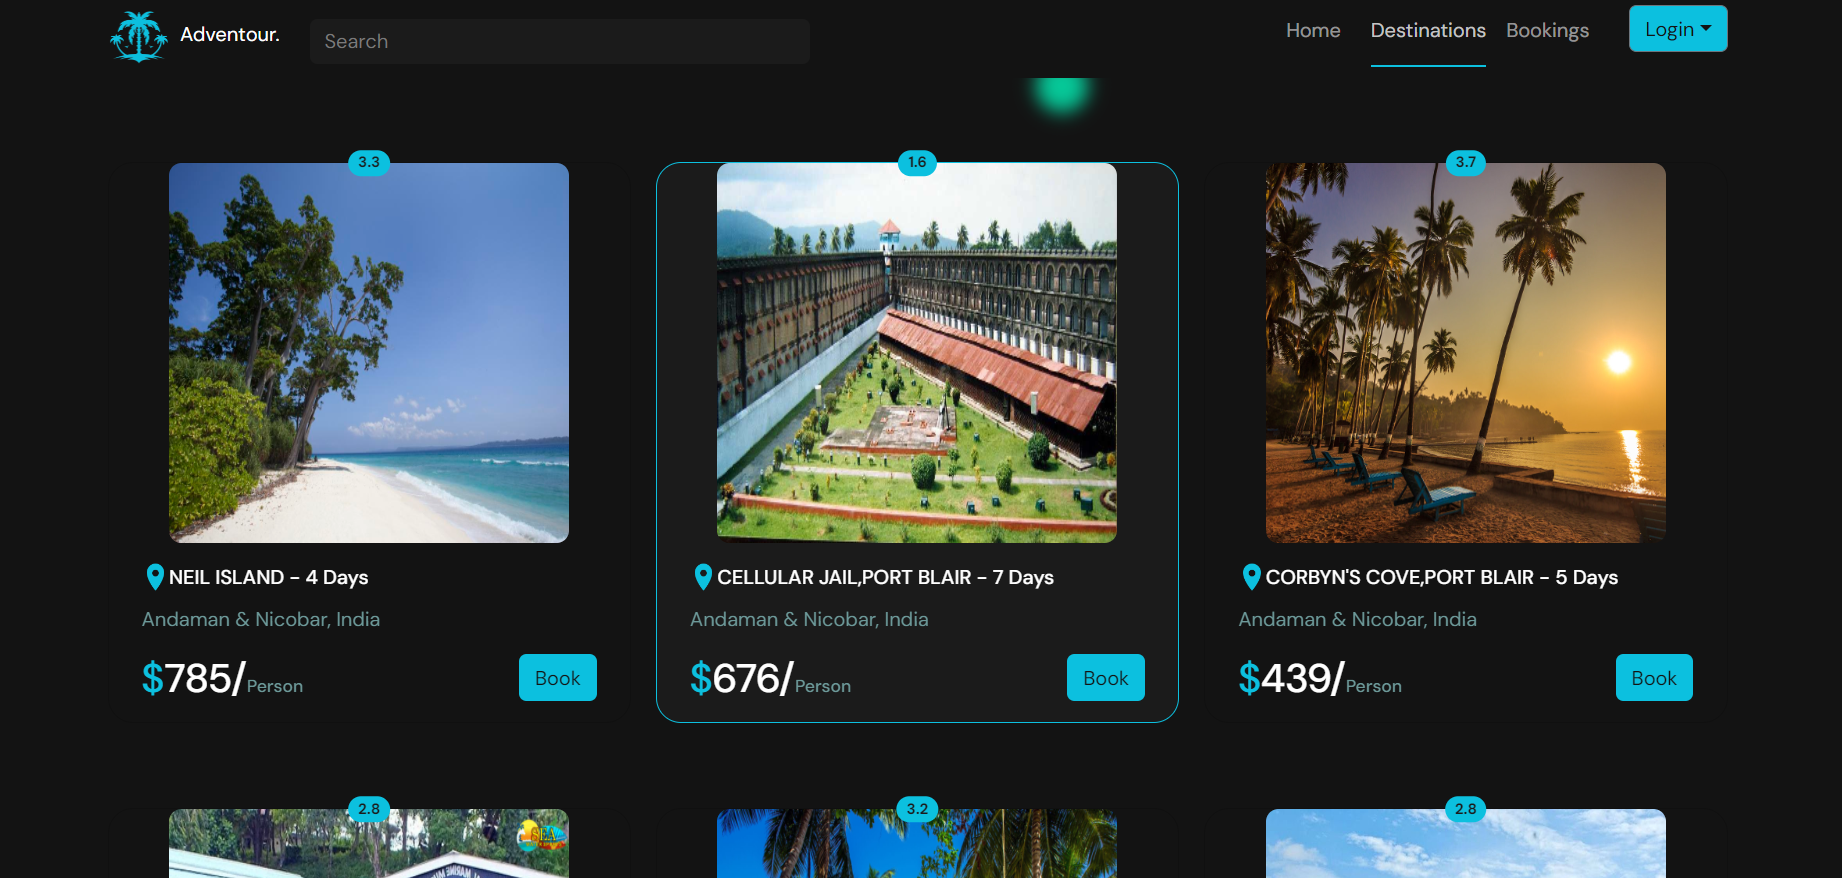 Adventour.
Search
Home
Destinations
Bookings
Login
3.3
1.6
3.7
NEIL ISLAND - 4 Days
Andaman & Nicobar, India
$785/Person
Book
CELLULAR JAIL,PORT BLAIR - 7 Days
Andaman & Nicobar, India
$676/Person
Book
CORBYN'S COVE,PORT BLAIR - 5 Days
Andaman & Nicobar, India
$439/Person
Book
2.8
SEA
3.2
2.8